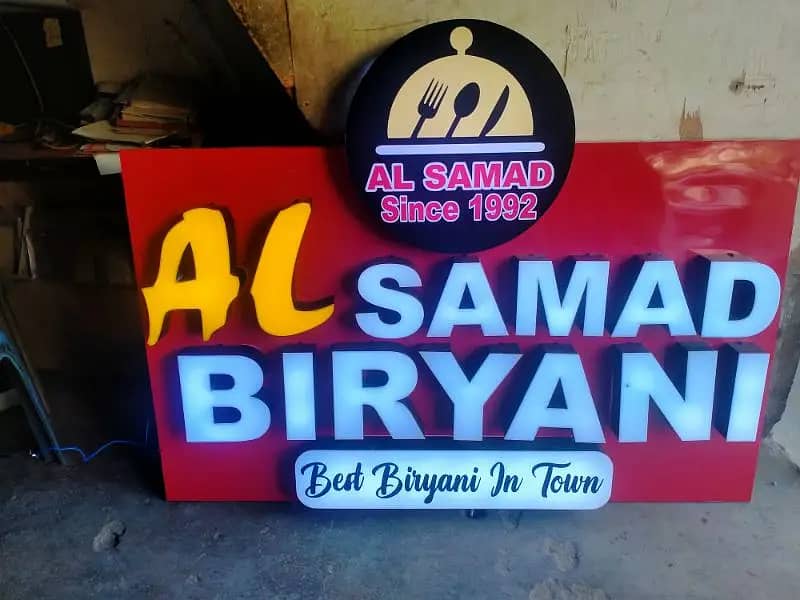 AL SAMAD
Since 1992
AL SAMAD
BIRYANI
Best Biryani In Town